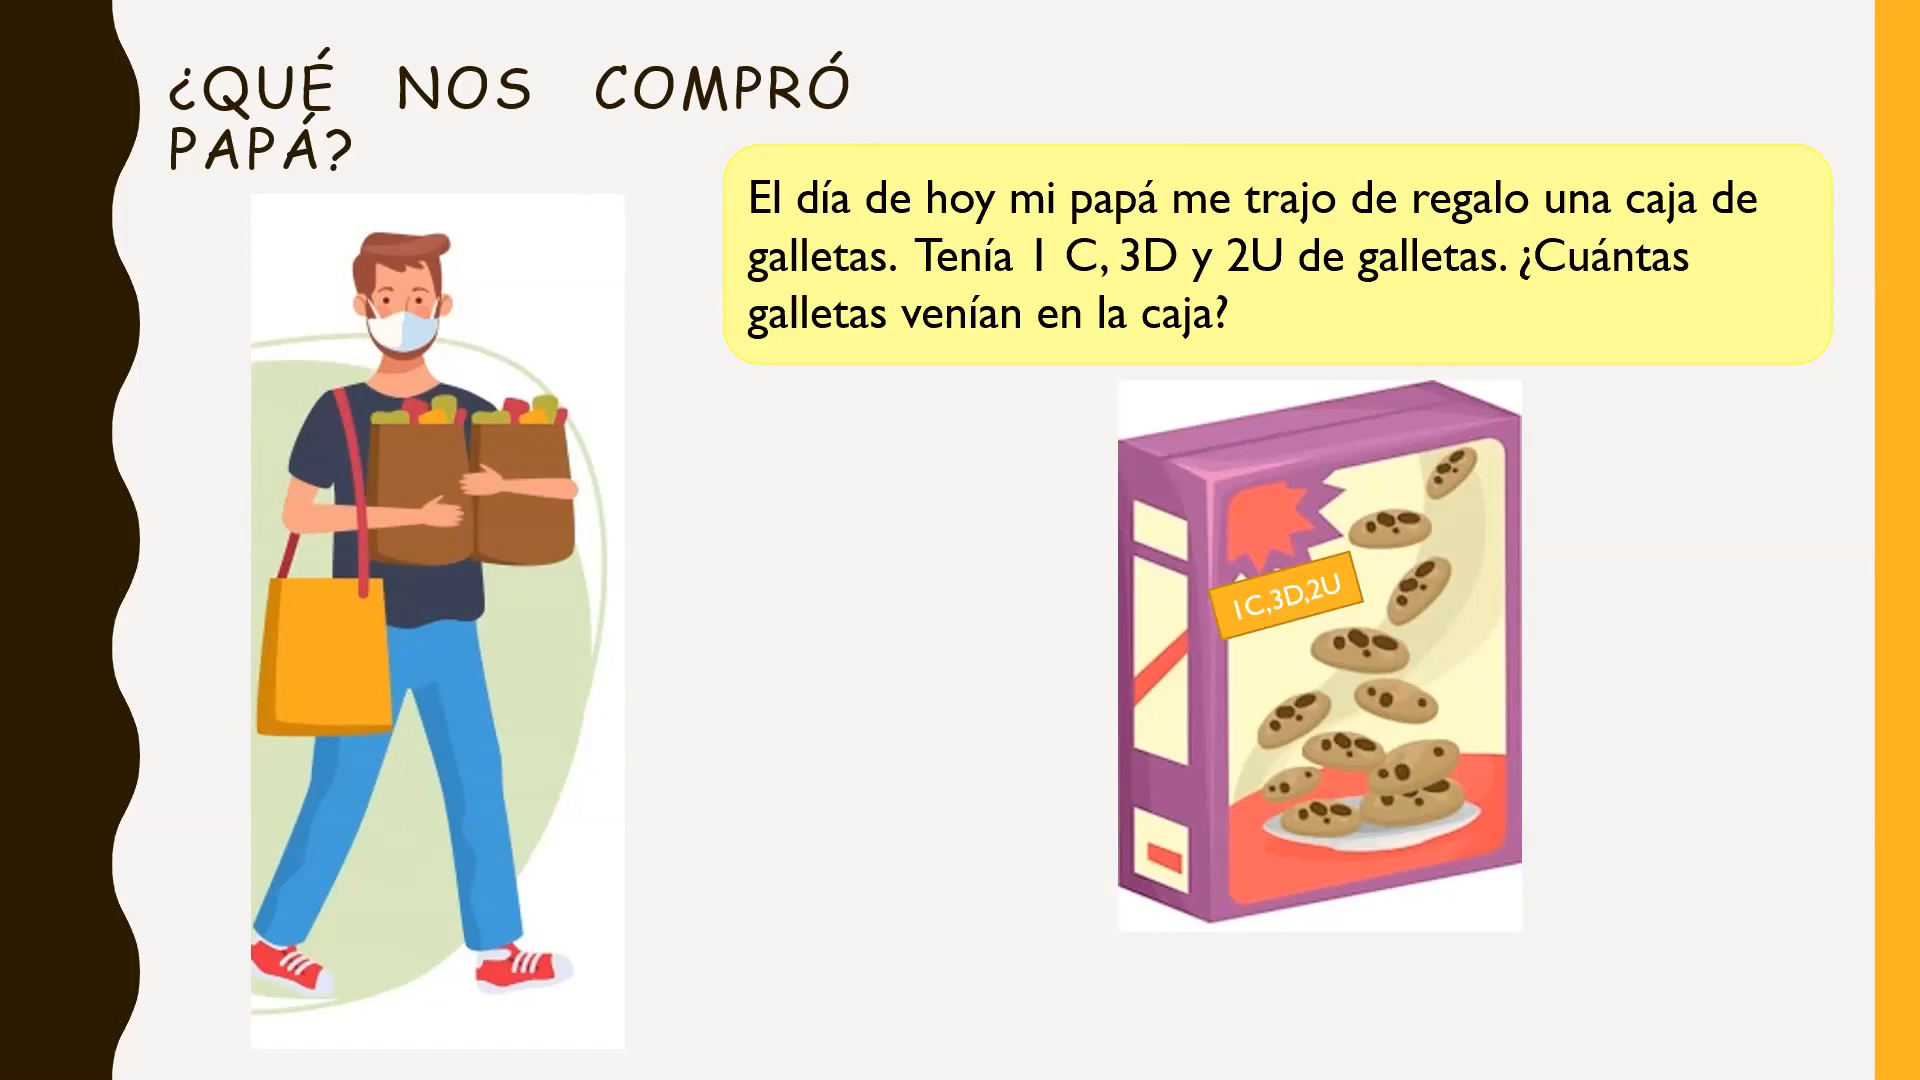 ¿QUÉ NOS COMPRÓ
PAPÁ?
El día de hoy mi papá me trajo de regalo una caja de
galletas. Tenía 1 C, 3D y 2U de galletas. ¿Cuántas
galletas venían en la caja?
1C,3D,2U